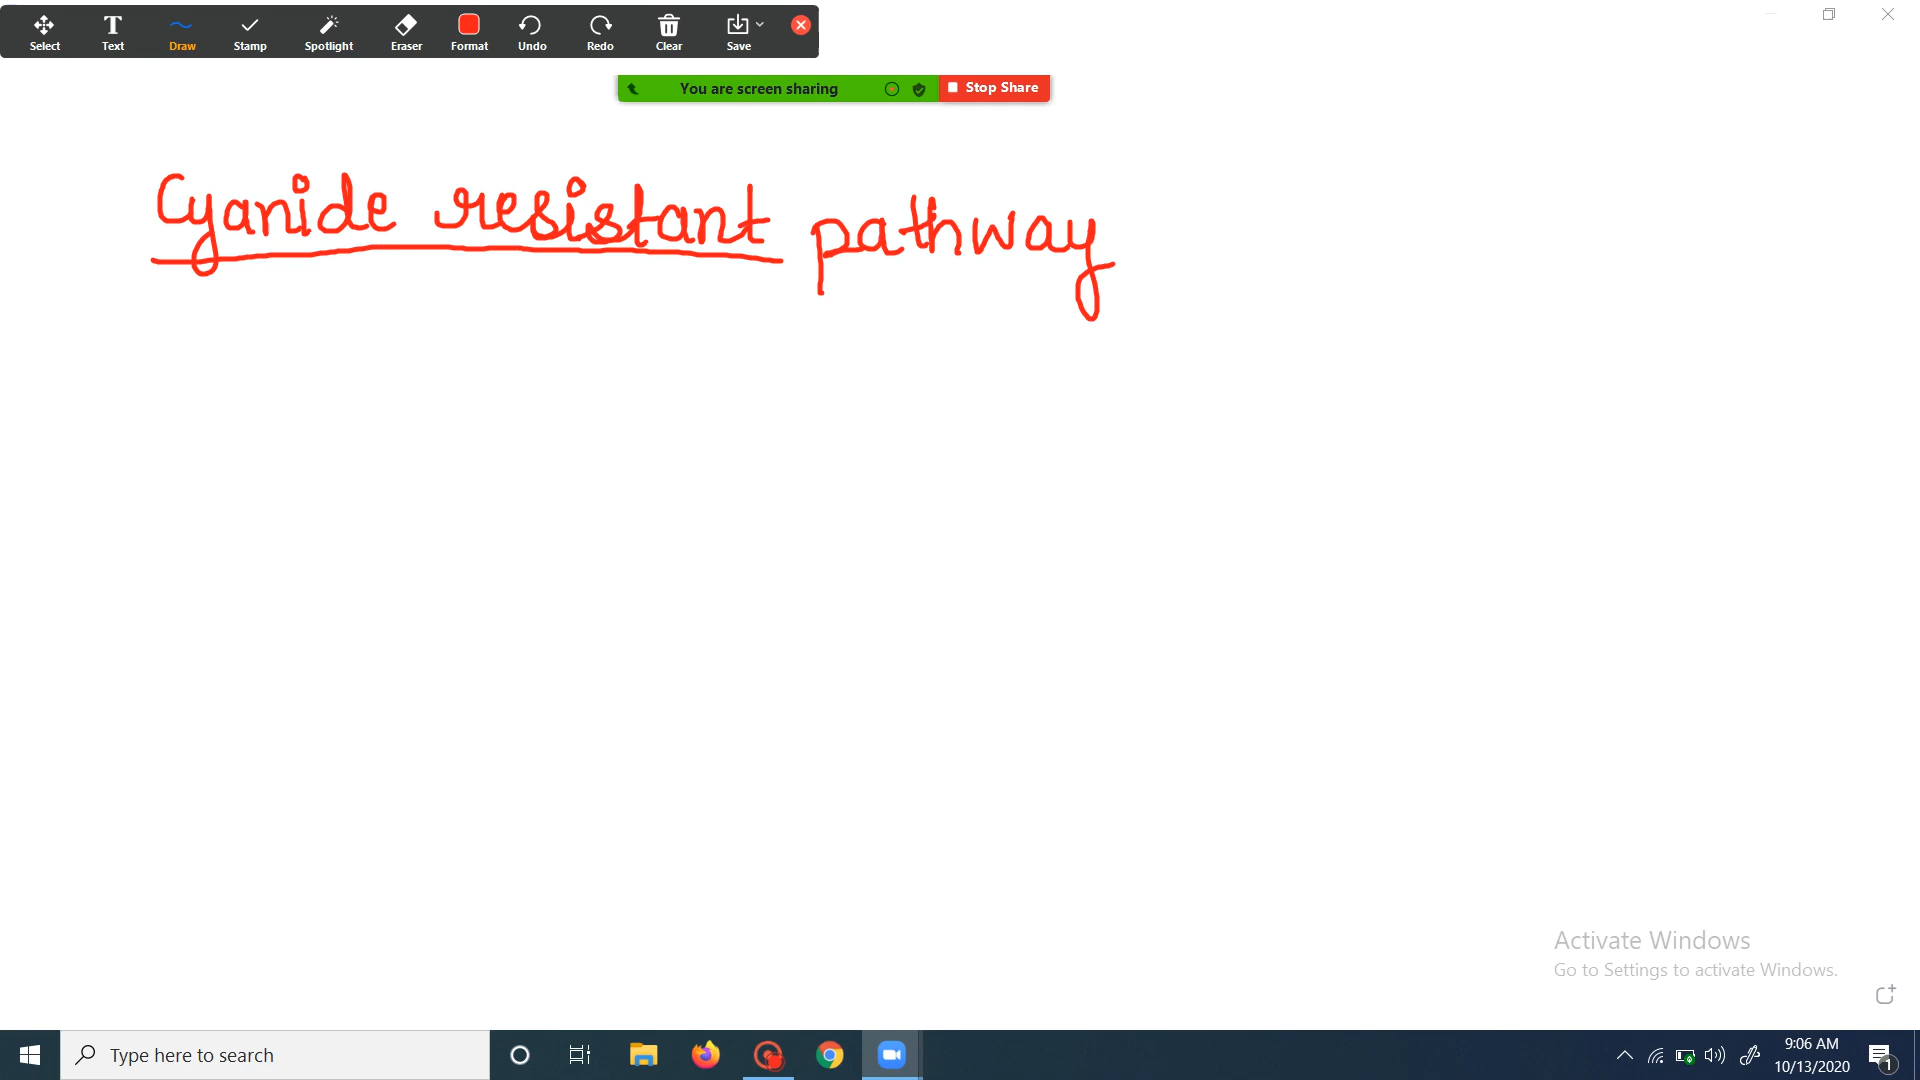 Select Text Draw Stamp Spotlight Eraser Format Undo Redo Clear Save
You are screen sharing Stop Share
Cyanide resistant pathway
Activate Windows
Go to Settings to activate Windows.
Type here to search
9:06 AM
10/13/2020
1